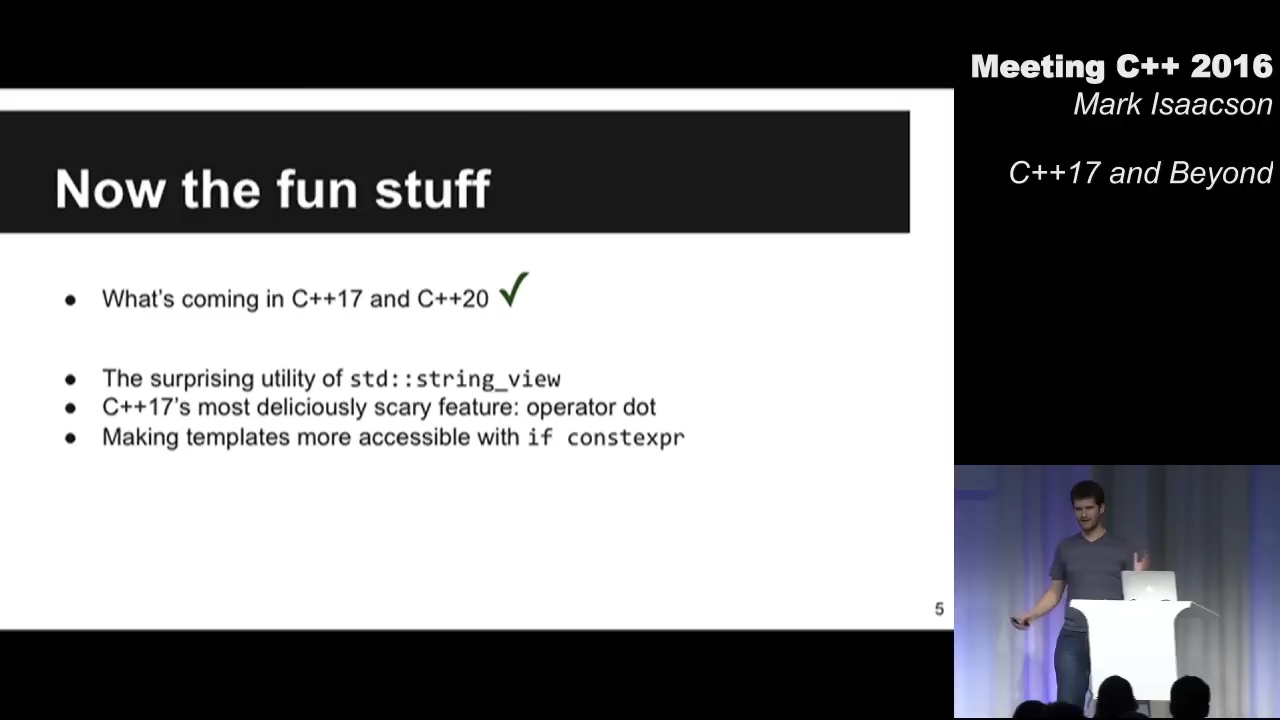 Now the fun stuff
● What's coming in C++17 and C++20 ✓
● The surprising utility of std::string_view
● C++17's most deliciously scary feature: operator dot
● Making templates more accessible with if constexpr
5
Meeting C++ 2016
Mark Isaacson
C++17 and Beyond